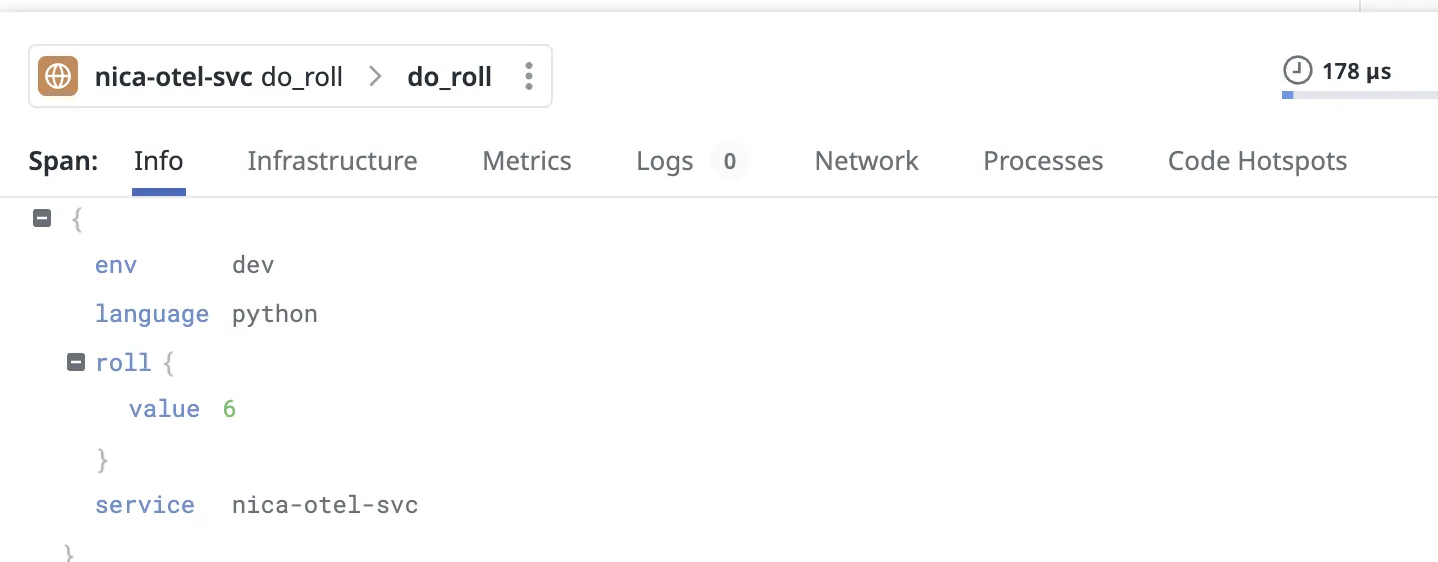 nica-otel-svc do_roll > do_roll
178 µs
Span: Info Infrastructure Metrics Logs 0 Network Processes Code Hotspots
{
env dev
language python
roll {
value 6
}
service nica-otel-svc
}